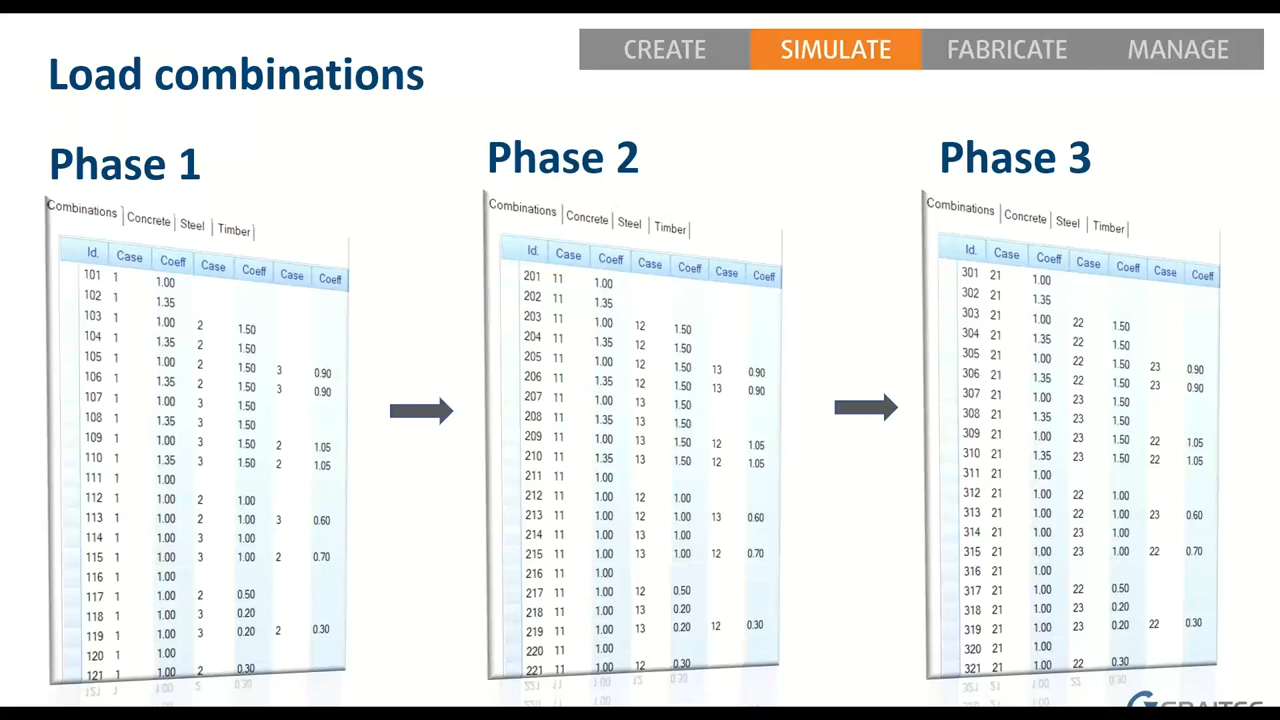 CREATE SIMULATE FABRICATE MANAGE
Load combinations
Phase 1
Combinations Concrete Steel Timber
Id. Case Coeff Case Coeff Case Coeff
101 1 1.00
102 1 1.35
103 1 1.00 2 1.50
104 1 1.35 2 1.50
105 1 1.00 2 1.50 3 0.90
106 1 1.35 2 1.50 3 0.90
107 1 1.00 3 1.50
108 1 1.35 3 1.50
109 1 1.00 3 1.50 2 1.05
110 1 1.35 3 1.50 2 1.05
111 1 1.00
112 1 1.00 2 1.00
113 1 1.00 2 1.00 3 0.60
114 1 1.00 3 1.00
115 1 1.00 3 1.00 2 0.70
116 1 1.00
117 1 1.00 2 0.50
118 1 1.00 3 0.20
119 1 1.00 3 0.20 2 0.30
120 1 1.00
121 1 1.00 2 0.30
Phase 2
Combinations Concrete Steel Timber
Id. Case Coeff Case Coeff Case Coeff
201 11 1.00
202 11 1.35
203 11 1.00 12 1.50
204 11 1.35 12 1.50
205 11 1.00 12 1.50 13 0.90
206 11 1.35 12 1.50 13 0.90
207 11 1.00 13 1.50
208 11 1.35 13 1.50
209 11 1.00 13 1.50 12 1.05
210 11 1.35 13 1.50 12 1.05
211 11 1.00
212 11 1.00 12 1.00
213 11 1.00 12 1.00 13 0.60
214 11 1.00 13 1.00
215 11 1.00 13 1.00 12 0.70
216 11 1.00
217 11 1.00 12 0.50
218 11 1.00 13 0.20
219 11 1.00 13 0.20 12 0.30
220 11 1.00
221 11 1.00 12 0.30
Phase 3
Combinations Concrete Steel Timber
Id. Case Coeff Case Coeff Case Coeff
301 21 1.00
302 21 1.35
303 21 1.00 22 1.50
304 21 1.35 22 1.50
305 21 1.00 22 1.50 23 0.90
306 21 1.35 22 1.50 23 0.90
307 21 1.00 23 1.50
308 21 1.35 23 1.50
309 21 1.00 23 1.50 22 1.05
310 21 1.35 23 1.50 22 1.05
311 21 1.00
312 21 1.00 22 1.00
313 21 1.00 22 1.00 23 0.60
314 21 1.00 23 1.00
315 21 1.00 23 1.00 22 0.70
316 21 1.00
317 21 1.00 22 0.50
318 21 1.00 23 0.20
319 21 1.00 23 0.20 22 0.30
320 21 1.00
321 21 1.00 22 0.30